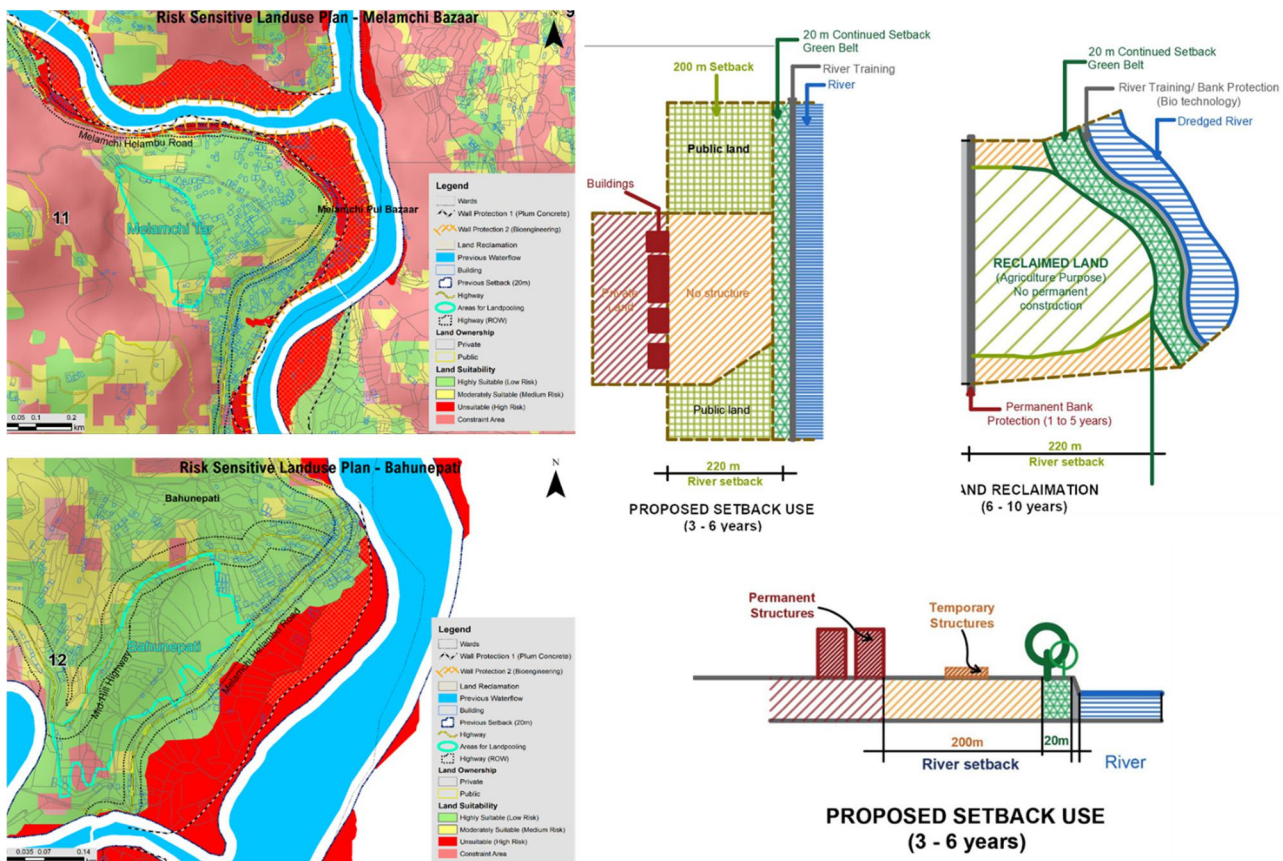 Risk Sensitive Landuse Plan - Melamchi Bazaar
9
Melamchi Helambu Road
11
Melamchi Tar
Melamchi Pul Bazaar
Legend
Wards
Wall Protection 1 (Plum Concrete)
Wall Protection 2 (Bioengineering)
Land Reclamation
Previous Waterflow
Building
Previous Setback (20m)
Highway
Areas for Landpooling
Highway (ROW)
Land Ownership
Private
Public
Land Suitability
Highly Suitable (Low Risk)
Moderately Suitable (Medium Risk)
Unsuitable (High Risk)
Constraint Area
0.05 0.1 0.2
km
Risk Sensitive Landuse Plan - Bahunepati
N
Bahunepati
Bahunepati
12
Mid Hill Highway
Melamchi Helambu Road
Legend
Wards
Wall Protection 1 (Plum Concrete)
Wall Protection 2 (Bioengineering)
Land Reclamation
Previous Waterflow
Building
Previous Setback (20m)
Highway
Areas for Landpooling
Highway (ROW)
Land Ownership
Private
Public
Land Suitability
Highly Suitable (Low Risk)
Moderately Suitable (Medium Risk)
Unsuitable (High Risk)
Constraint Area
0.035 0.07 0.14
20 m Continued Setback
Green Belt
200 m Setback
River Training
River
Public land
Buildings
Private
Land
No structure
Public land
220 m
River setback
PROPOSED SETBACK USE
(3 - 6 years)
20 m Continued Setback
Green Belt
River Training/ Bank Protection
(Bio technology)
Dredged River
RECLAIMED LAND
(Agriculture Purpose)
No permanent
construction
Permanent Bank
Protection (1 to 5 years)
220 m
River setback
AND RECLAIMATION
(6 - 10 years)
Permanent
Structures
Temporary
Structures
200m
20m
River setback
River
PROPOSED SETBACK USE
(3 - 6 years)